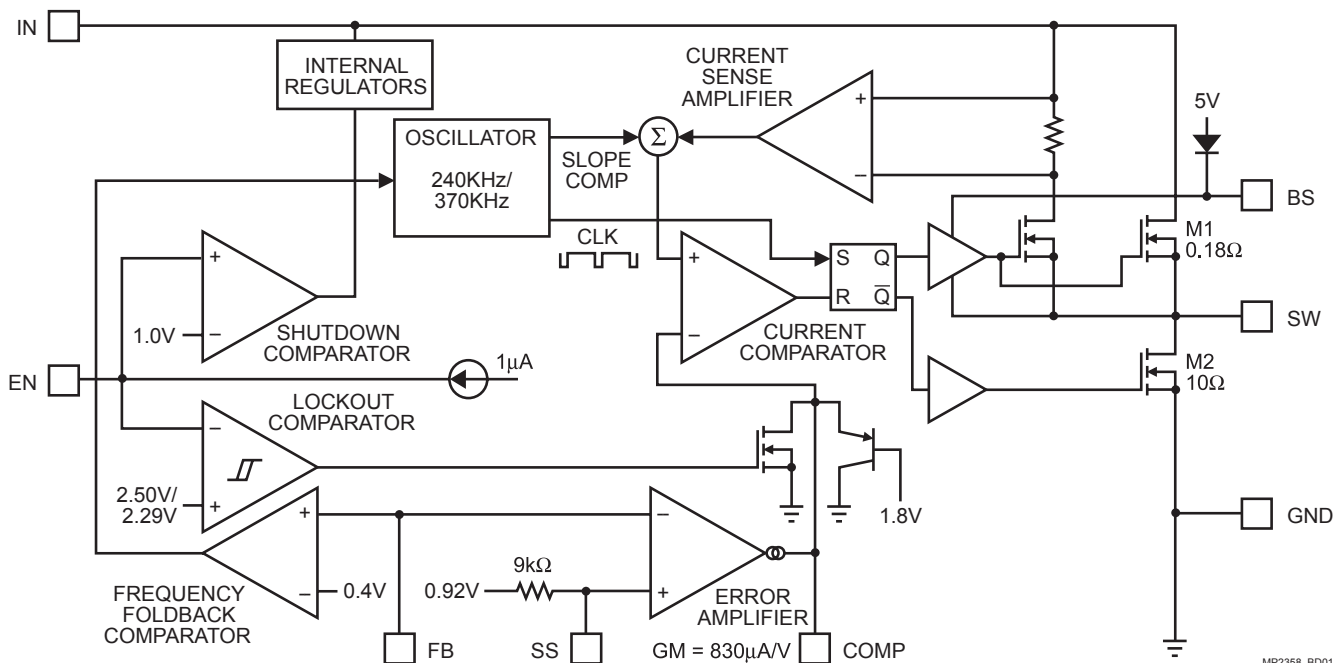 IN
INTERNAL
REGULATORS
OSCILLATOR
240KHz/
370KHz
SLOPE
COMP
Σ
CURRENT
SENSE
AMPLIFIER
+
–
5V
BS
CLK
+
–
1.0V
SHUTDOWN
COMPARATOR
+
–
CURRENT
COMPARATOR
S Q
R Q̅
M1
0.18Ω
SW
EN
1μA
LOCKOUT
COMPARATOR
–
+
2.50V/
2.29V
M2
10Ω
1.8V
GND
+
–
0.4V
FREQUENCY
FOLDBACK
COMPARATOR
0.92V
9kΩ
–
+
ERROR
AMPLIFIER
FB
SS
GM = 830μA/V
COMP
MP2358_BD01